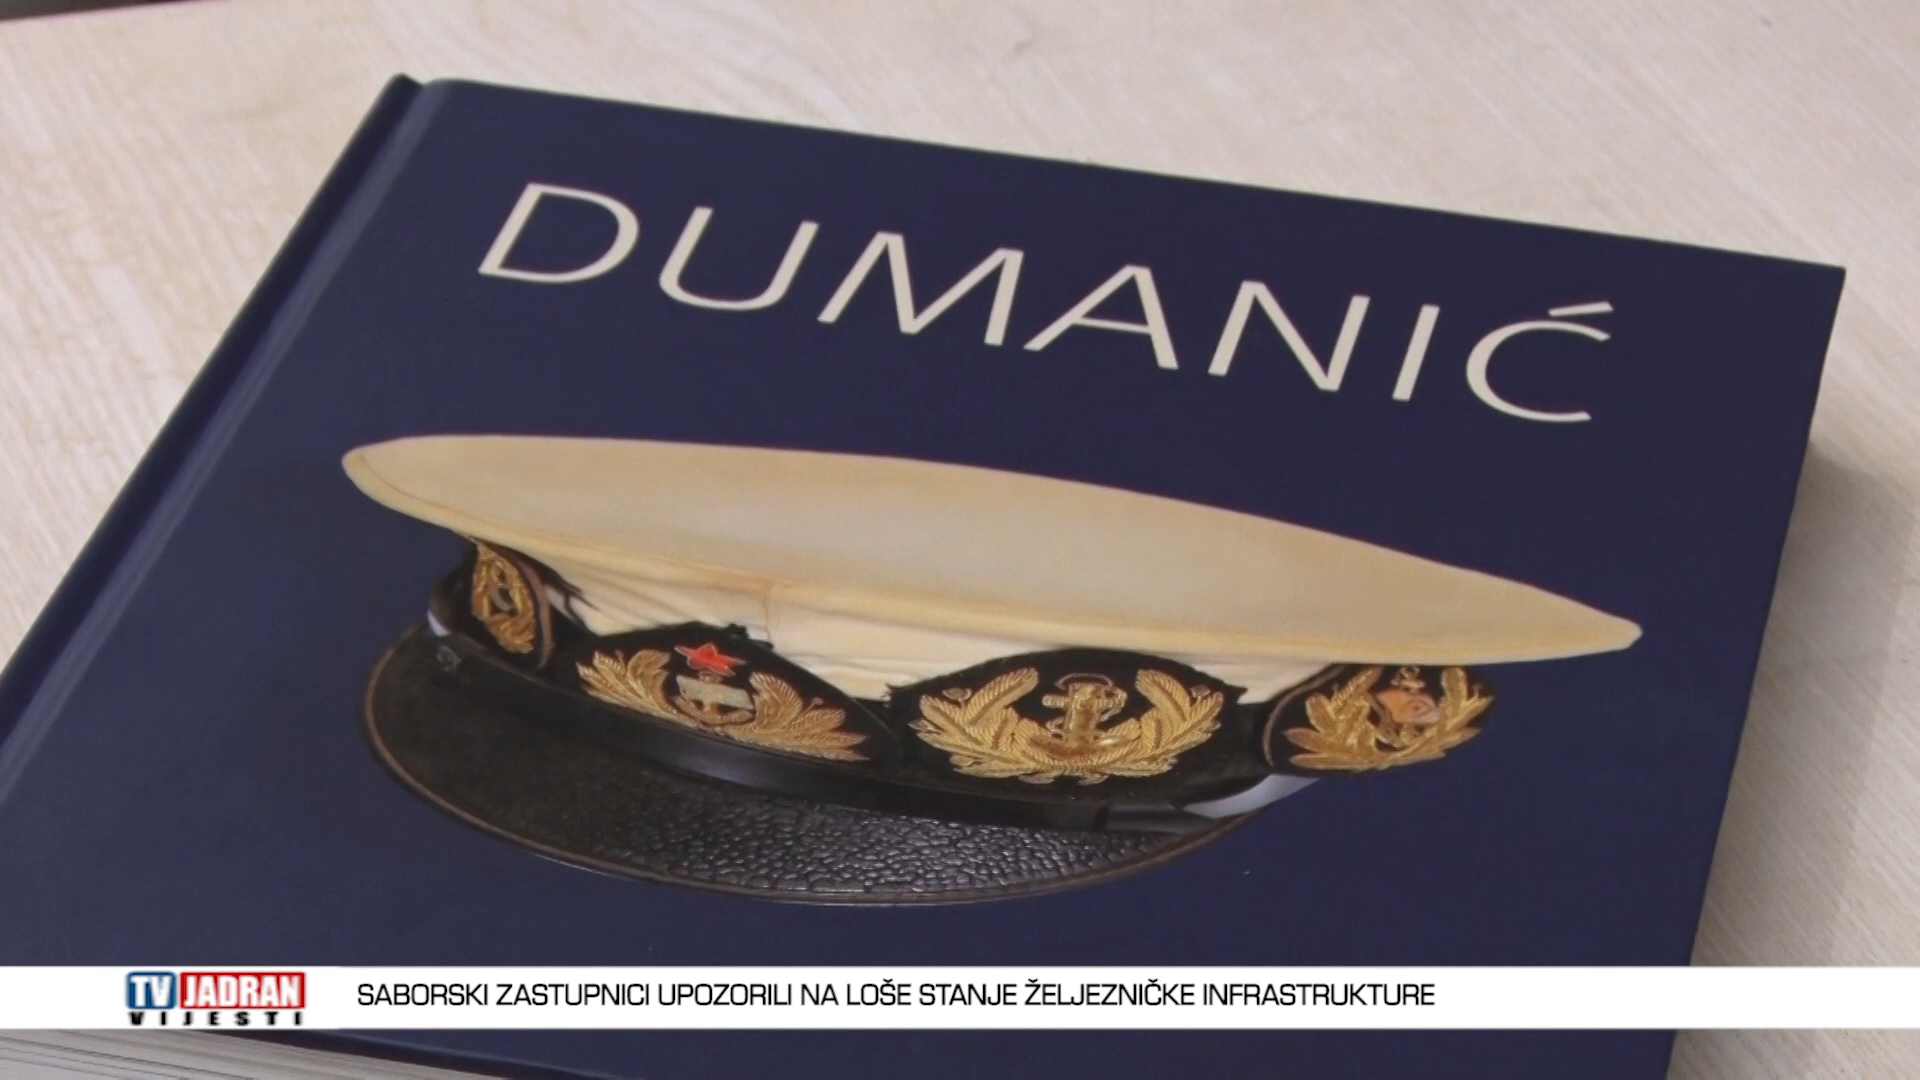 DUMANIĆ
TV JADRAN
VIJESTI
SABORSKI ZASTUPNICI UPOZORILI NA LOŠE STANJE ŽELJEZNIČKE INFRASTRUKTURE